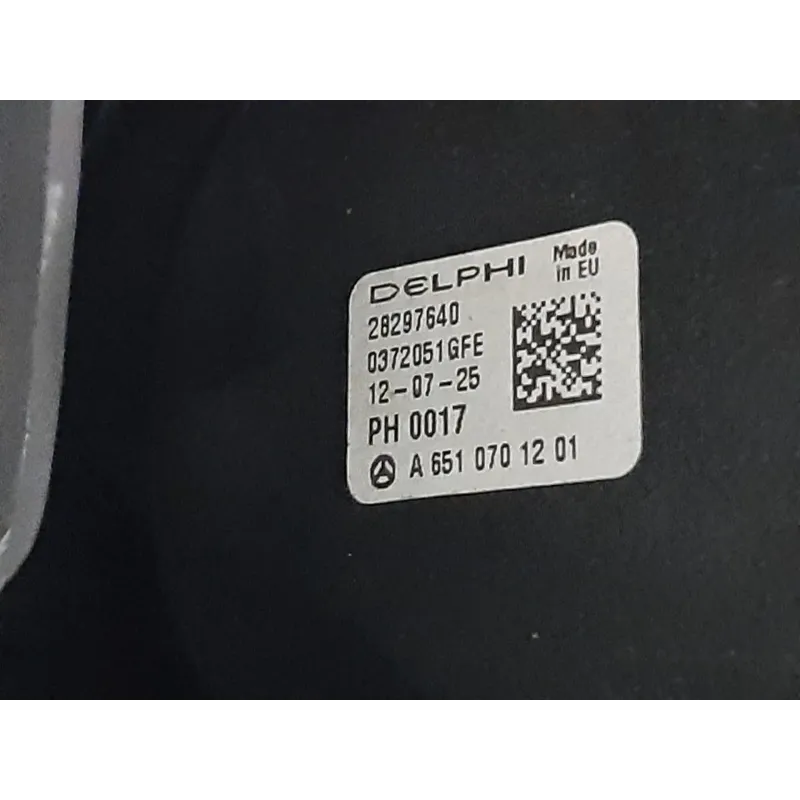 DELPHI
Made
in EU
28297640
0372051GFE
12-07-25
PH 0017
A 651 070 12 01